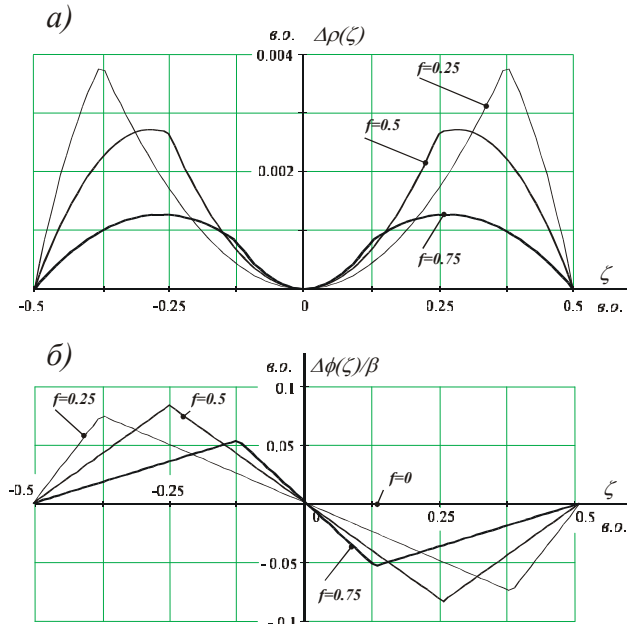 а)
в.о. Δρ(ζ)
0.004
f=0.25
f=0.5
0.002
f=0.75
ζ
-0.5 -0.25 0 0.25 0.5 в.о.
б)
в.о. Δϕ(ζ)/β
0.1
f=0.25 f=0.5
0.05
f=0
-0.5 -0.25 ζ
0 0.25 0.5
в.о.
-0.05
f=0.75
-0.1